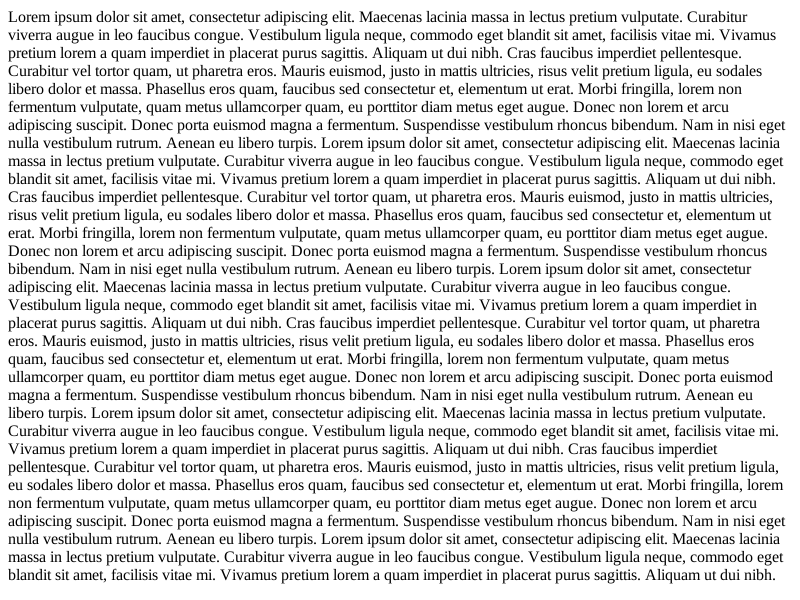 Lorem ipsum dolor sit amet, consectetur adipiscing elit. Maecenas lacinia massa in lectus pretium vulputate. Curabitur
viverra augue in leo faucibus congue. Vestibulum ligula neque, commodo eget blandit sit amet, facilisis vitae mi. Vivamus
pretium lorem a quam imperdiet in placerat purus sagittis. Aliquam ut dui nibh. Cras faucibus imperdiet pellentesque.
Curabitur vel tortor quam, ut pharetra eros. Mauris euismod, justo in mattis ultricies, risus velit pretium ligula, eu sodales
libero dolor et massa. Phasellus eros quam, faucibus sed consectetur et, elementum ut erat. Morbi fringilla, lorem non
fermentum vulputate, quam metus ullamcorper quam, eu porttitor diam metus eget augue. Donec non lorem et arcu
adipiscing suscipit. Donec porta euismod magna a fermentum. Suspendisse vestibulum rhoncus bibendum. Nam in nisi eget
nulla vestibulum rutrum. Aenean eu libero turpis. Lorem ipsum dolor sit amet, consectetur adipiscing elit. Maecenas lacinia
massa in lectus pretium vulputate. Curabitur viverra augue in leo faucibus congue. Vestibulum ligula neque, commodo eget
blandit sit amet, facilisis vitae mi. Vivamus pretium lorem a quam imperdiet in placerat purus sagittis. Aliquam ut dui nibh.
Cras faucibus imperdiet pellentesque. Curabitur vel tortor quam, ut pharetra eros. Mauris euismod, justo in mattis ultricies,
risus velit pretium ligula, eu sodales libero dolor et massa. Phasellus eros quam, faucibus sed consectetur et, elementum ut
erat. Morbi fringilla, lorem non fermentum vulputate, quam metus ullamcorper quam, eu porttitor diam metus eget augue.
Donec non lorem et arcu adipiscing suscipit. Donec porta euismod magna a fermentum. Suspendisse vestibulum rhoncus
bibendum. Nam in nisi eget nulla vestibulum rutrum. Aenean eu libero turpis. Lorem ipsum dolor sit amet, consectetur
adipiscing elit. Maecenas lacinia massa in lectus pretium vulputate. Curabitur viverra augue in leo faucibus congue.
Vestibulum ligula neque, commodo eget blandit sit amet, facilisis vitae mi. Vivamus pretium lorem a quam imperdiet in
placerat purus sagittis. Aliquam ut dui nibh. Cras faucibus imperdiet pellentesque. Curabitur vel tortor quam, ut pharetra
eros. Mauris euismod, justo in mattis ultricies, risus velit pretium ligula, eu sodales libero dolor et massa. Phasellus eros
quam, faucibus sed consectetur et, elementum ut erat. Morbi fringilla, lorem non fermentum vulputate, quam metus
ullamcorper quam, eu porttitor diam metus eget augue. Donec non lorem et arcu adipiscing suscipit. Donec porta euismod
magna a fermentum. Suspendisse vestibulum rhoncus bibendum. Nam in nisi eget nulla vestibulum rutrum. Aenean eu
libero turpis. Lorem ipsum dolor sit amet, consectetur adipiscing elit. Maecenas lacinia massa in lectus pretium vulputate.
Curabitur viverra augue in leo faucibus congue. Vestibulum ligula neque, commodo eget blandit sit amet, facilisis vitae mi.
Vivamus pretium lorem a quam imperdiet in placerat purus sagittis. Aliquam ut dui nibh. Cras faucibus imperdiet
pellentesque. Curabitur vel tortor quam, ut pharetra eros. Mauris euismod, justo in mattis ultricies, risus velit pretium ligula,
eu sodales libero dolor et massa. Phasellus eros quam, faucibus sed consectetur et, elementum ut erat. Morbi fringilla, lorem
non fermentum vulputate, quam metus ullamcorper quam, eu porttitor diam metus eget augue. Donec non lorem et arcu
adipiscing suscipit. Donec porta euismod magna a fermentum. Suspendisse vestibulum rhoncus bibendum. Nam in nisi eget
nulla vestibulum rutrum. Aenean eu libero turpis. Lorem ipsum dolor sit amet, consectetur adipiscing elit. Maecenas lacinia
massa in lectus pretium vulputate. Curabitur viverra augue in leo faucibus congue. Vestibulum ligula neque, commodo eget
blandit sit amet, facilisis vitae mi. Vivamus pretium lorem a quam imperdiet in placerat purus sagittis. Aliquam ut dui nibh.